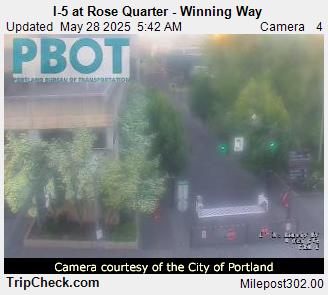 I-5 at Rose Quarter - Winning Way
Updated May 28 2025 5:42 AM Camera 4
PBOT
PORTLAND BUREAU OF TRANSPORTATION
Camera courtesy of the City of Portland
TripCheck.com Milepost302.00